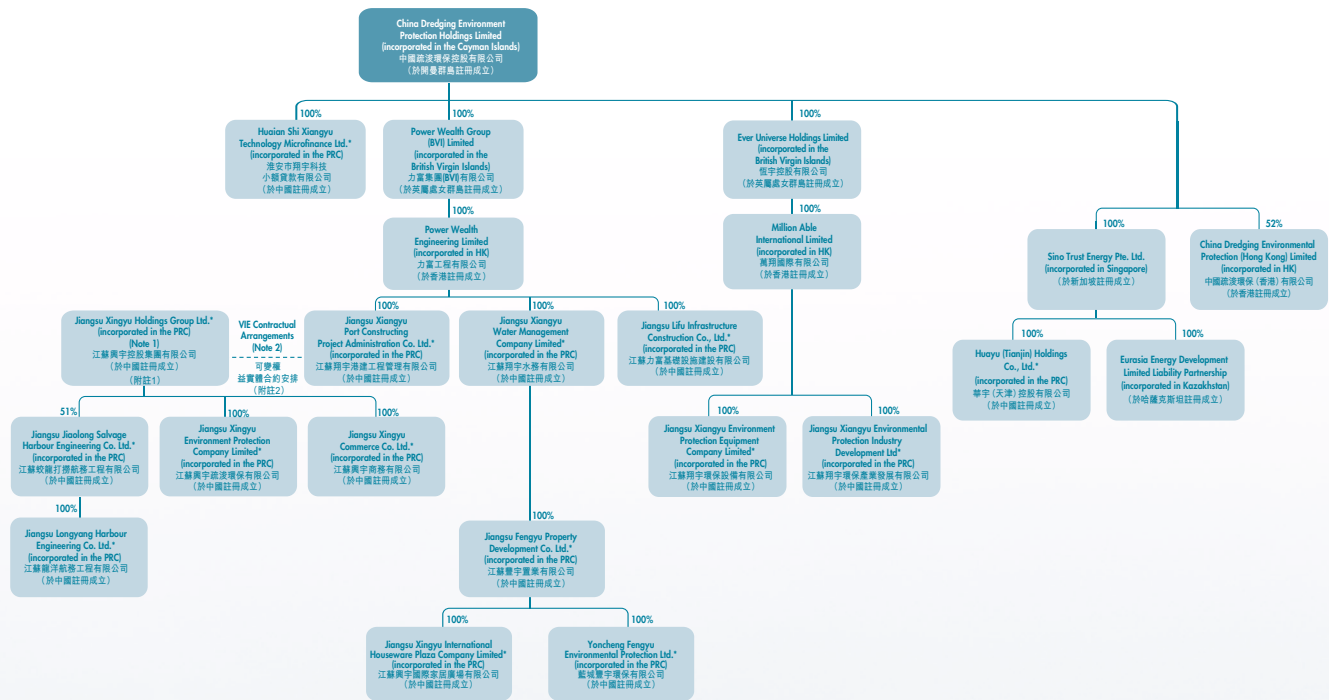 China Dredging Environment
Protection Holdings Limited
(incorporated in the Cayman Islands)
中國疏浚環保控股有限公司
（於開曼群島註冊成立）
100%
Huaian Shi Xiangyu
Technology Microfinance Ltd.*
(incorporated in the PRC)
淮安市翔宇科技
小額貸款有限公司
（於中國註冊成立）
100%
Power Wealth Group
(BVI) Limited
(incorporated in the
British Virgin Islands)
力富集團(BVI)有限公司
（於英屬處女群島註冊成立）
100%
Ever Universe Holdings Limited
(incorporated in the
British Virgin Islands)
恆宇控股有限公司
（於英屬處女群島註冊成立）
100%
Power Wealth
Engineering Limited
(incorporated in HK)
力富工程有限公司
（於香港註冊成立）
100%
Million Able
International Limited
(incorporated in HK)
萬翔國際有限公司
（於香港註冊成立）
100%
Sino Trust Energy Pte. Ltd.
(incorporated in Singapore)
（於新加坡註冊成立）
52%
China Dredging Environmental
Protection (Hong Kong) Limited
(incorporated in HK)
中國疏浚環保（香港）有限公司
（於香港註冊成立）
Jiangsu Xingyu Holdings Group Ltd.*
(incorporated in the PRC)
(Note 1)
江蘇興宇控股集團有限公司
（於中國註冊成立）
（附註1）
VIE Contractual
Arrangements
(Note 2)
可變權
益實體合約安排
（附註2）
100%
Jiangsu Xiangyu
Port Constructing
Project Administration Co. Ltd.*
(incorporated in the PRC)
江蘇翔宇港建工程管理有限公司
（於中國註冊成立）
100%
Jiangsu Xiangyu
Water Management
Company Limited*
(incorporated in the PRC)
江蘇翔宇水務有限公司
（於中國註冊成立）
100%
Jiangsu Lifu Infrastructure
Construction Co., Ltd.*
(incorporated in the PRC)
江蘇力富基礎設施建設有限公司
（於中國註冊成立）
100%
Huayu (Tianjin) Holdings
Co., Ltd.*
(incorporated in the PRC)
華宇（天津）控股有限公司
（於中國註冊成立）
100%
Eurasia Energy Development
Limited Liability Partnership
(incorporated in Kazakhstan)
（於哈薩克斯坦註冊成立）
51%
Jiangsu Jiaolong Salvage
Harbour Engineering Co. Ltd.*
(incorporated in the PRC)
江蘇蛟龍打撈航務工程有限公司
（於中國註冊成立）
100%
Jiangsu Xingyu
Environment Protection
Company Limited*
(incorporated in the PRC)
江蘇興宇疏浚環保有限公司
（於中國註冊成立）
100%
Jiangsu Xingyu
Commerce Co. Ltd.*
(incorporated in the PRC)
江蘇興宇商務有限公司
（於中國註冊成立）
100%
Jiangsu Xiangyu Environment
Protection Equipment
Company Limited*
(incorporated in the PRC)
江蘇翔宇環保設備有限公司
（於中國註冊成立）
100%
Jiangsu Xiangyu Environmental
Protection Industry
Development Ltd*
(incorporated in the PRC)
江蘇翔宇環保產業發展有限公司
（於中國註冊成立）
100%
Jiangsu Longyang Harbour
Engineering Co. Ltd.*
(incorporated in the PRC)
江蘇龍洋航務工程有限公司
（於中國註冊成立）
100%
Jiangsu Fengyu Property
Development Co. Ltd.*
(incorporated in the PRC)
江蘇豐宇置業有限公司
（於中國註冊成立）
100%
Jiangsu Xingyu International
Houseware Plaza Company Limited*
(incorporated in the PRC)
江蘇興宇國際家居廣場有限公司
（於中國註冊成立）
100%
Yoncheng Fengyu
Environmental Protection Ltd.*
(incorporated in the PRC)
藍城豐宇環保有限公司
（於中國註冊成立）